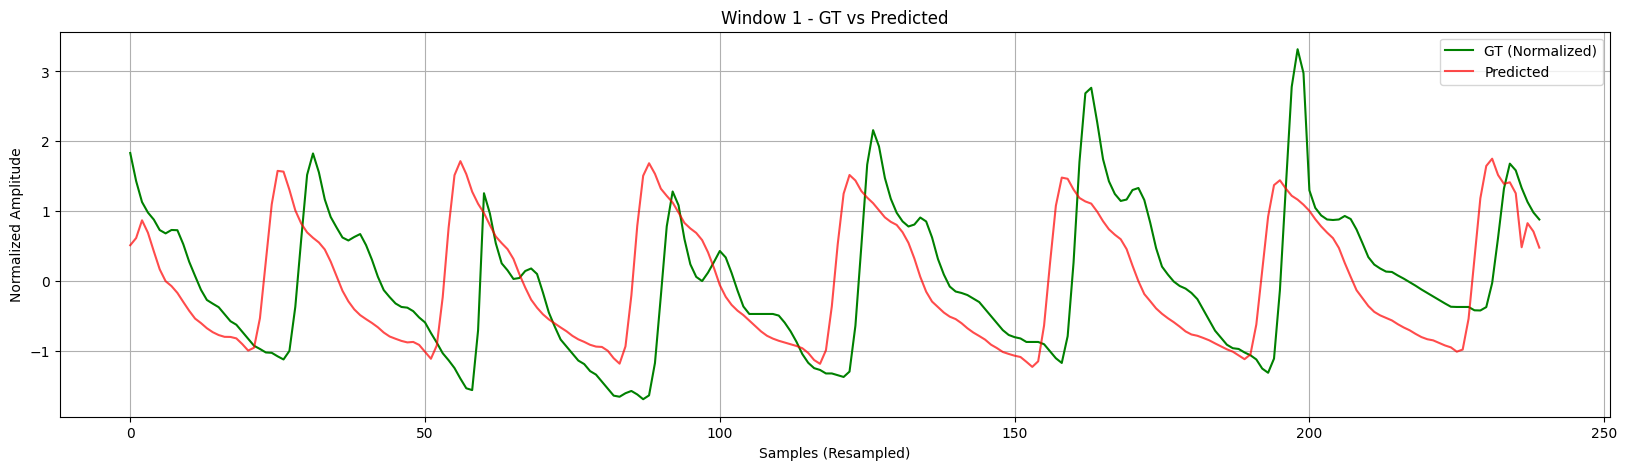 Window 1 - GT vs Predicted
GT (Normalized)
Predicted
Normalized Amplitude
3
2
1
0
−1
0 50 100 150 200 250
Samples (Resampled)